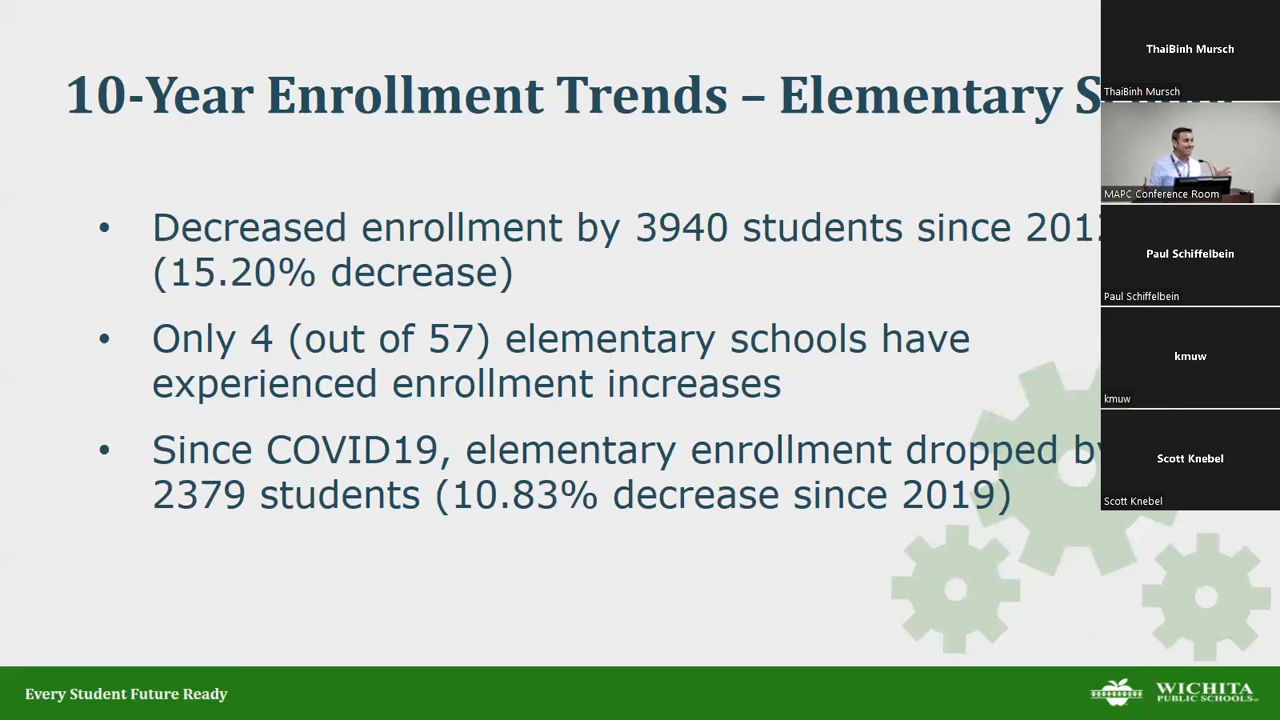 10-Year Enrollment Trends – Elementary
• Decreased enrollment by 3940 students since
(15.20% decrease)
• Only 4 (out of 57) elementary schools have
experienced enrollment increases
• Since COVID19, elementary enrollment dropped by
2379 students (10.83% decrease since 2019)
Every Student Future Ready
WICHITA
PUBLIC SCHOOLS
ThaiBinh Mursch
ThaiBinh Mursch
MAPC Conference Room
Paul Schiffelbein
Paul Schiffelbein
kmuw
kmuw
Scott Knebel
Scott Knebel